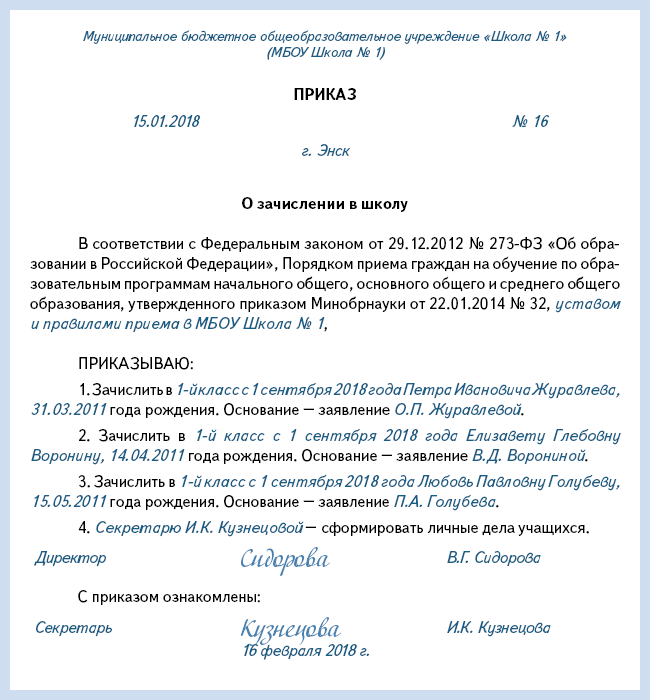 Муниципальное бюджетное общеобразовательное учреждение «Школа № 1»
(МБОУ Школа № 1)
ПРИКАЗ
15.01.2018 № 16
г. Энск
О зачислении в школу
В соответствии с Федеральным законом от 29.12.2012 № 273-ФЗ «Об обра-
зовании в Российской Федерации», Порядком приема граждан на обучение по обра-
зовательным программам начального общего, основного общего и среднего общего
образования, утвержденного приказом Минобрнауки от 22.01.2014 № 32, уставом
и правилами приема в МБОУ Школа № 1,
ПРИКАЗЫВАЮ:
1. Зачислить в 1-й класс с 1 сентября 2018 года Петра Ивановича Журавлева,
31.03.2011 года рождения. Основание — заявление О.П. Журавлевой.
2. Зачислить в 1-й класс с 1 сентября 2018 года Елизавету Глебовну
Воронину, 14.04.2011 года рождения. Основание — заявление В.Д. Ворониной.
3. Зачислить в 1-й класс с 1 сентября 2018 года Любовь Павловну Голубеву,
15.05.2011 года рождения. Основание — заявление П.А. Голубева.
4. Секретарю И.К. Кузнецовой — сформировать личные дела учащихся.
Директор Сидорова В.Г. Сидорова
С приказом ознакомлены:
Секретарь Кузнецова И.К. Кузнецова
16 февраля 2018 г.